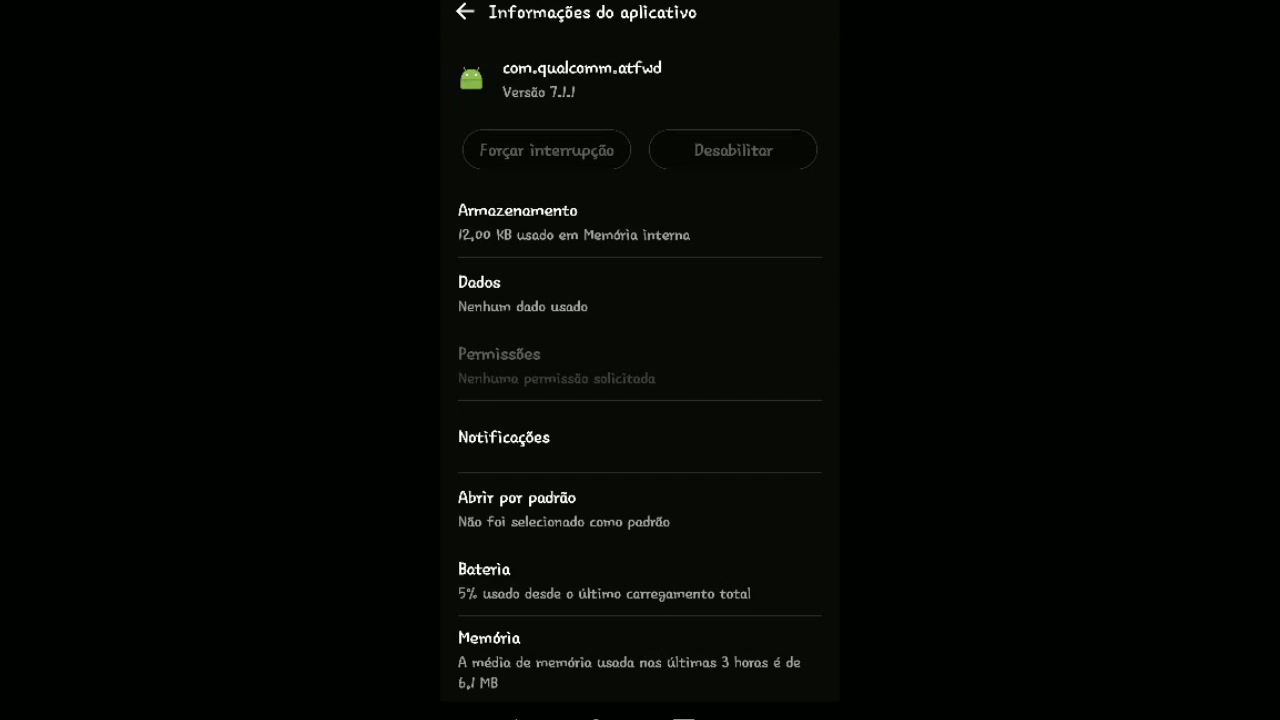 Informações do aplicativo
com.qualcomm.atfwd
Versão 7.1.1
Forçar interrupção
Desabilitar
Armazenamento
12,00 KB usado em Memória interna
Dados
Nenhum dado usado
Permissões
Nenhuma permissão solicitada
Notificações
Abrir por padrão
Não foi selecionado como padrão
Bateria
5% usado desde o último carregamento total
Memória
A média de memória usada nas últimas 3 horas é de
6,1 MB